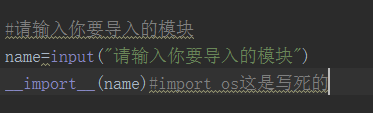 #请输入你要导入的模块
name=input("请输入你要导入的模块")
__import__(name)#import os这是写死的